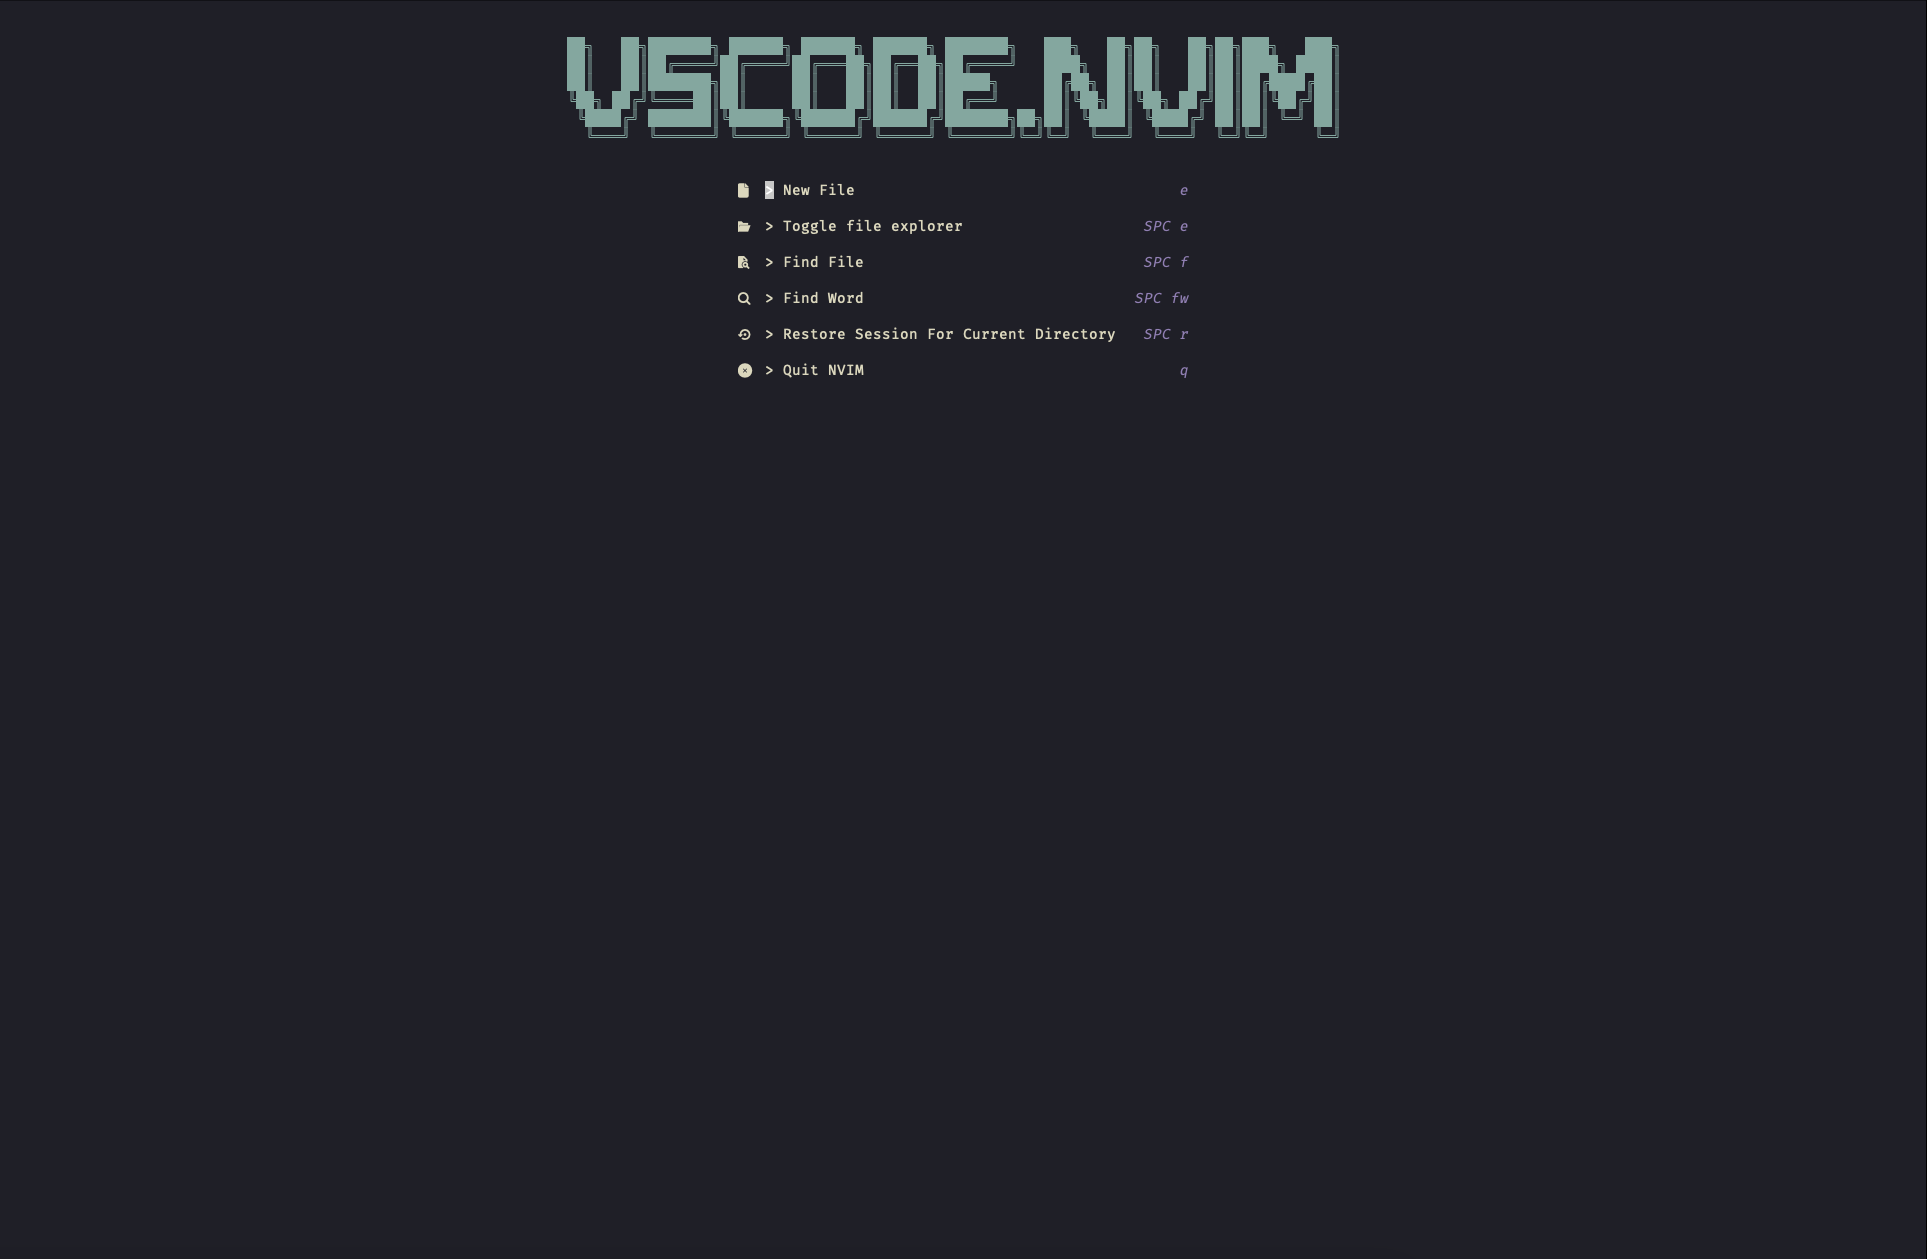 VSCODE.NVIM
> New File e
> Toggle file explorer SPC e
> Find File SPC f
> Find Word SPC fw
> Restore Session For Current Directory SPC r
> Quit NVIM q